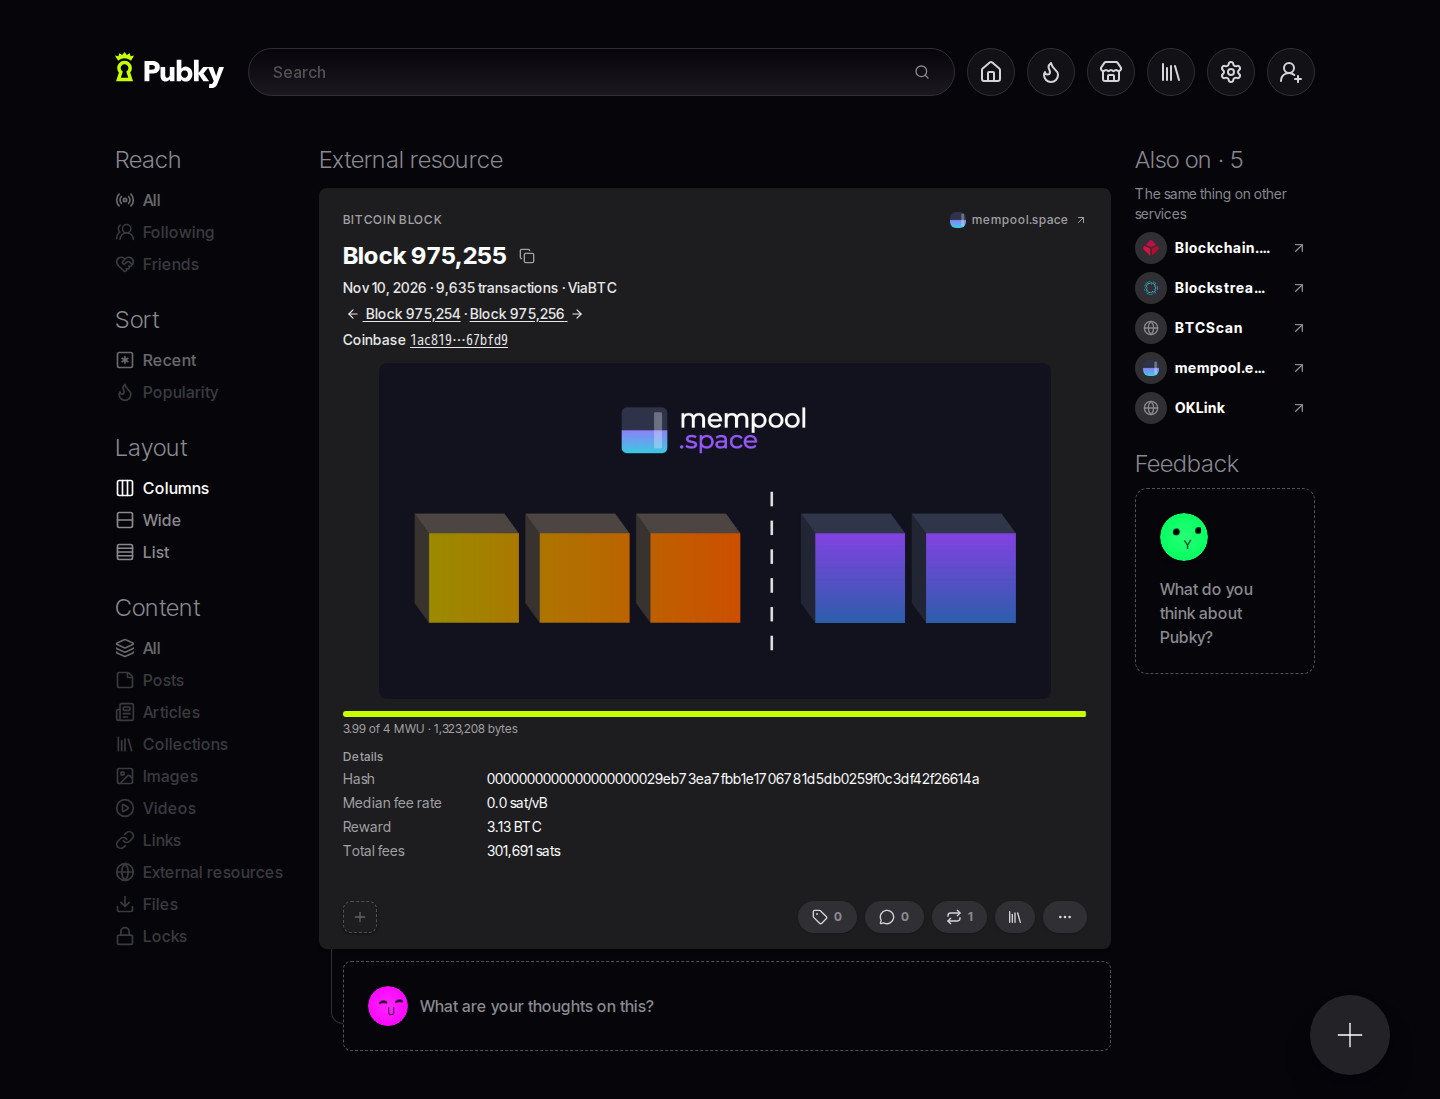 Pubky
Search
Reach
All
Following
Friends
Sort
Recent
Popularity
Layout
Columns
Wide
List
Content
All
Posts
Articles
Collections
Images
Videos
Links
External resources
Files
Locks
External resource
BITCOIN BLOCK
mempool.space
Block 975,255
Nov 10, 2026 · 9,635 transactions · ViaBTC
← Block 975,254 · Block 975,256 →
Coinbase 1ac819···67bfd9
mempool
.space
3.99 of 4 MWU · 1,323,208 bytes
Details
Hash 0000000000000000000029eb73ea7fbb1e1706781d5db0259f0c3df42f26614a
Median fee rate 0.0 sat/vB
Reward 3.13 BTC
Total fees 301,691 sats
0
0
1
What are your thoughts on this?
Also on · 5
The same thing on other
services
Blockchain....
Blockstrea...
BTCScan
mempool.e...
OKLink
Feedback
What do you
think about
Pubky?